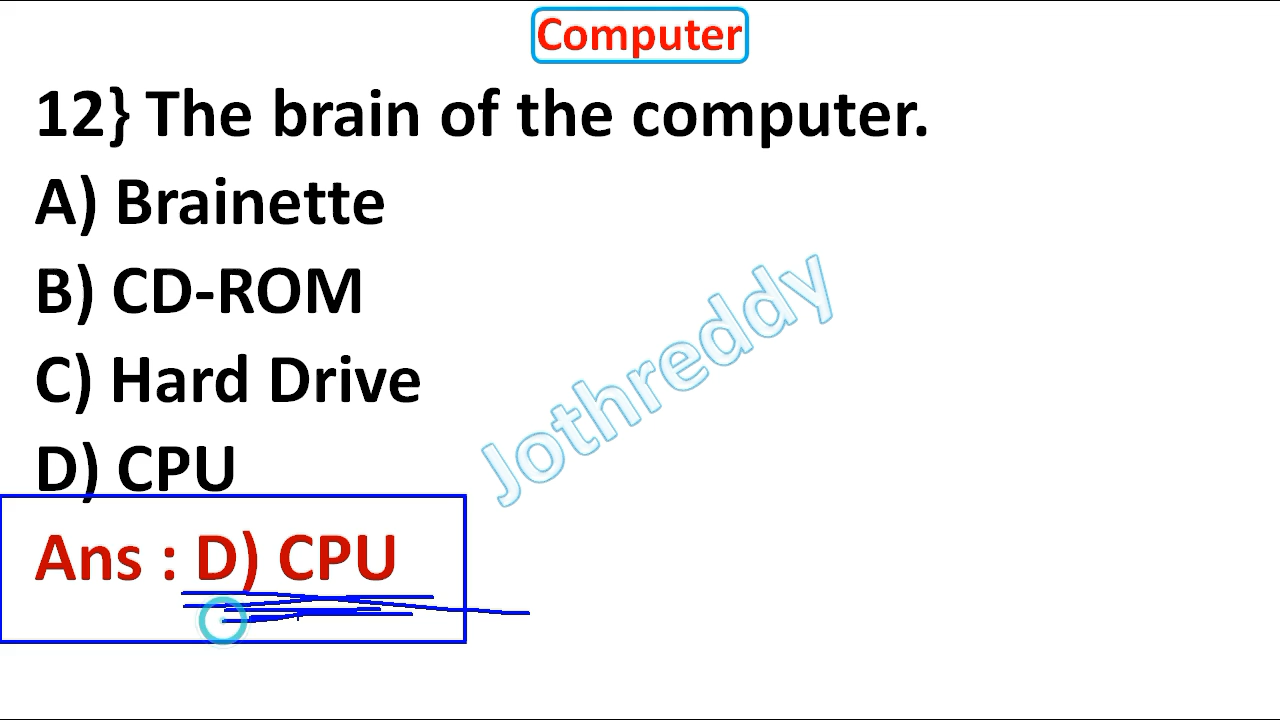 Computer
12} The brain of the computer.
A) Brainette
B) CD-ROM
C) Hard Drive
D) CPU
Jothreddy
Ans : D) CPU